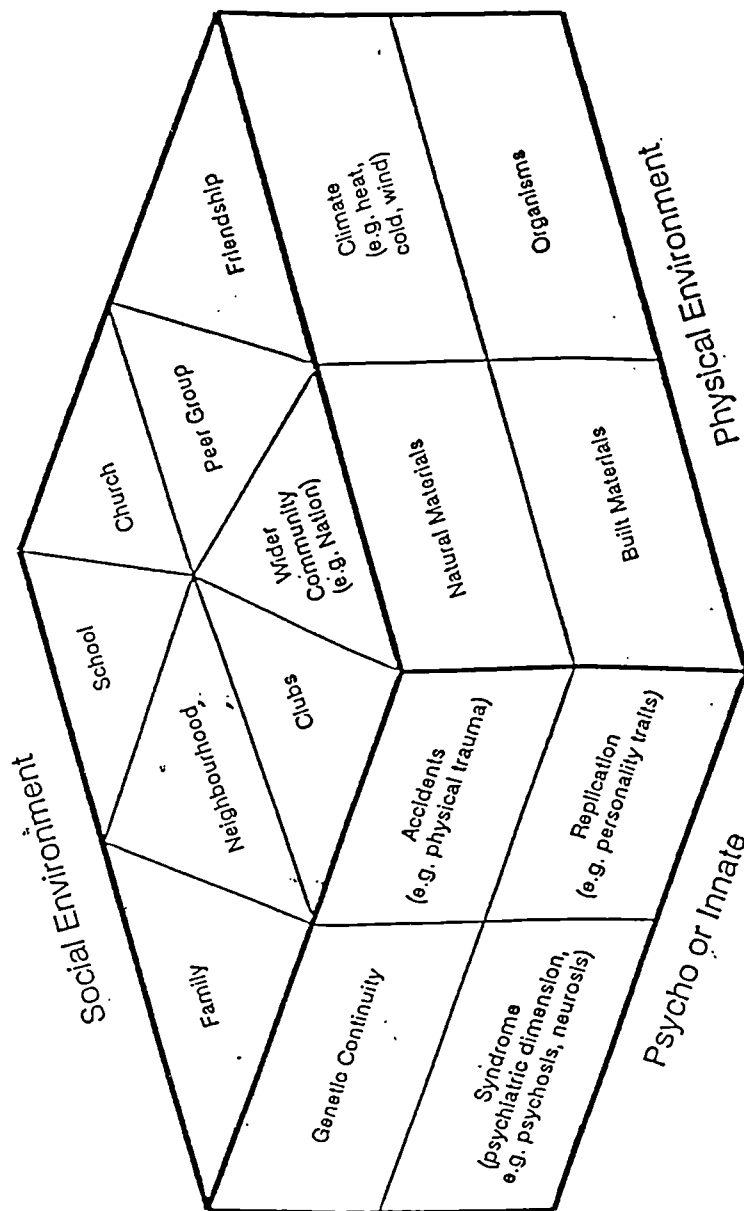 Social Environment
Family
School
Neighbourhood,
Church
Clubs
Peer Group
Wider
Community
(e.g. Nation)
Friendship
Genetic Continuity
Accidents
(e.g. physical trauma)
Syndrome
(psychiatric dimension,
e.g. psychosis, neurosis)
Replication
(e.g. personality traits)
Psycho or Innate
Natural Materials
Climate
(e.g. heat,
cold, wind)
Built Materials
Organisms
Physical Environment